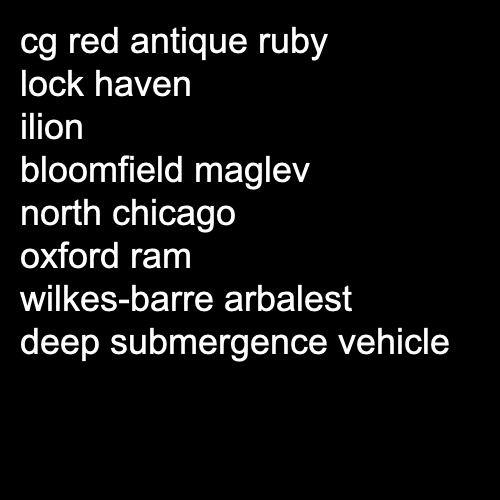 cg red antique ruby
lock haven
ilion
bloomfield maglev
north chicago
oxford ram
wilkes-barre arbalest
deep submergence vehicle